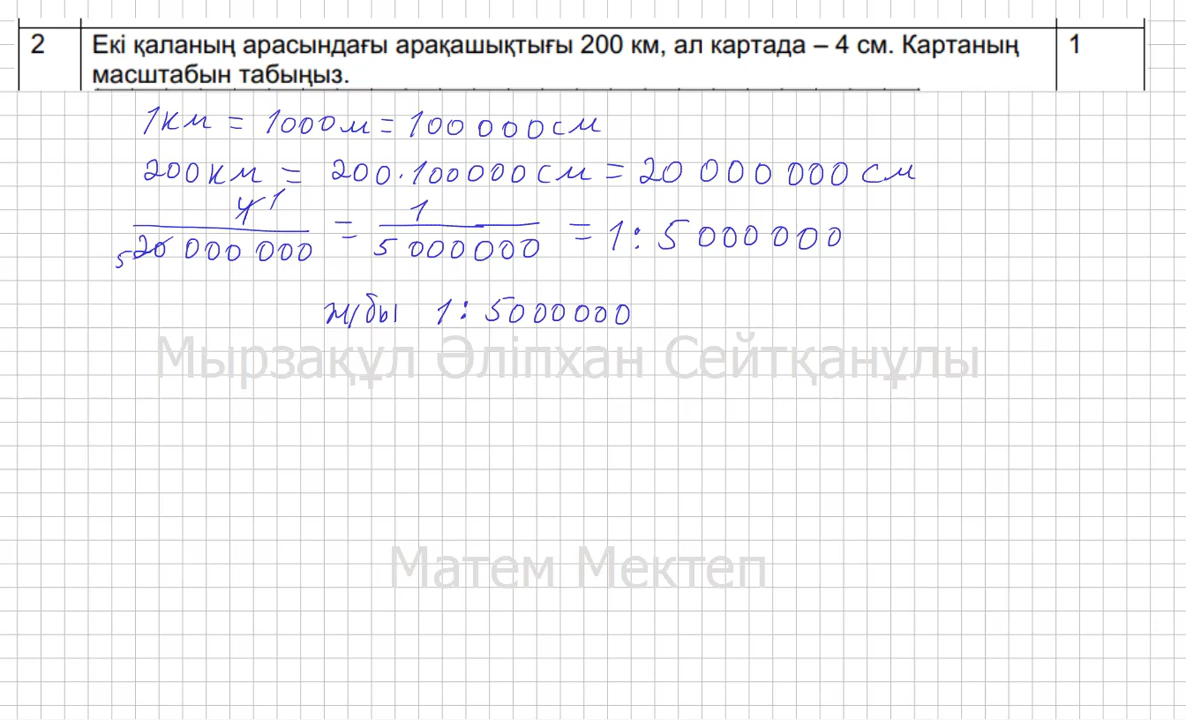 2 Екі қаланың арасындағы арақашықтығы 200 км, ал картада – 4 см. Картаның 1
масштабын табыңыз.
1км = 1000м = 100 000см
200км = 200·100000см = 20 000 000см
4 1 / 5 20 000 000 = 1 / 5 000000 = 1:5 000000
ж/бы 1:5000000
Мырзақұл Әліпхан Сейтқанұлы
Матем Мектеп